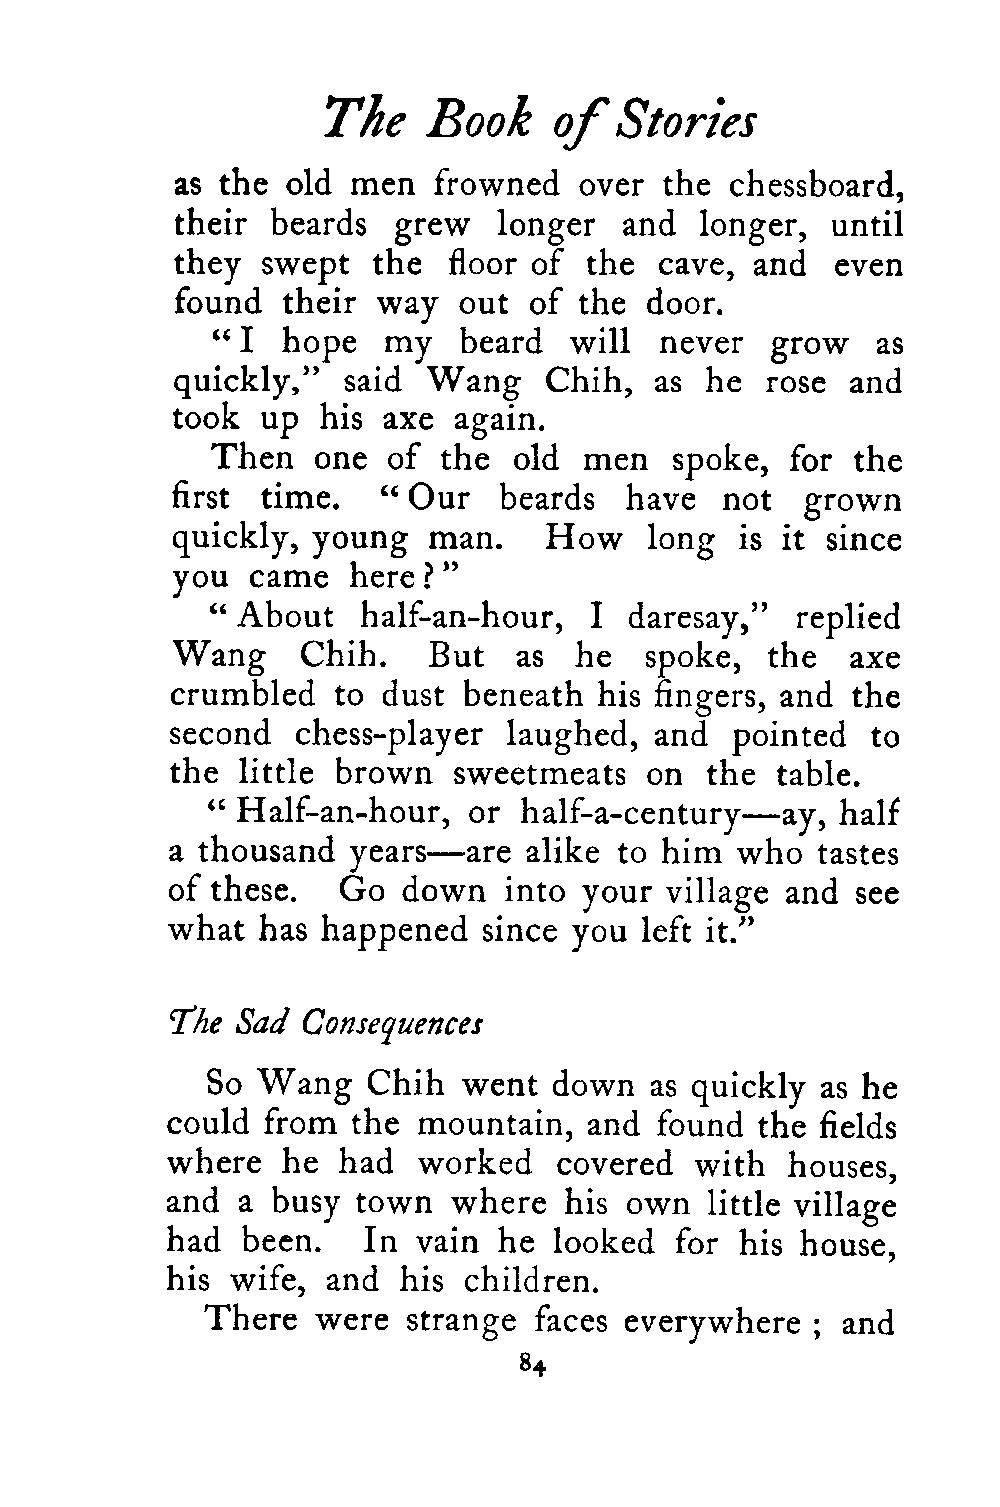 The Book of Stories
as the old men frowned over the chessboard,
their beards grew longer and longer, until
they swept the floor of the cave, and even
found their way out of the door.
“I hope my beard will never grow as
quickly,” said Wang Chih, as he rose and
took up his axe again.
Then one of the old men spoke, for the
first time. “Our beards have not grown
quickly, young man. How long is it since
you came here?”
“About half-an-hour, I daresay,” replied
Wang Chih. But as he spoke, the axe
crumbled to dust beneath his fingers, and the
second chess-player laughed, and pointed to
the little brown sweetmeats on the table.
“Half-an-hour, or half-a-century—ay, half
a thousand years—are alike to him who tastes
of these. Go down into your village and see
what has happened since you left it.”
The Sad Consequences
So Wang Chih went down as quickly as he
could from the mountain, and found the fields
where he had worked covered with houses,
and a busy town where his own little village
had been. In vain he looked for his house,
his wife, and his children.
There were strange faces everywhere ; and
84